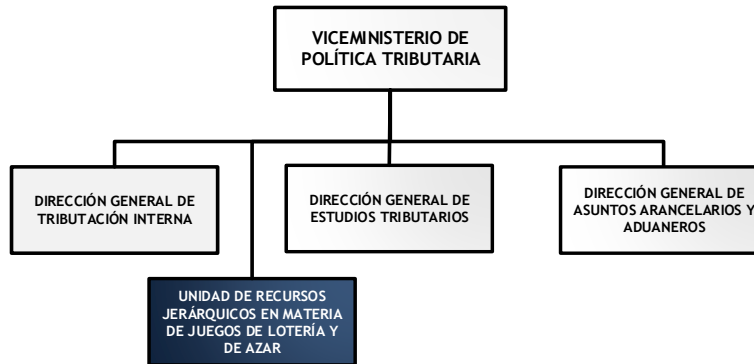 VICEMINISTERIO DE
POLÍTICA TRIBUTARIA
DIRECCIÓN GENERAL DE
TRIBUTACIÓN INTERNA
DIRECCIÓN GENERAL DE
ESTUDIOS TRIBUTARIOS
DIRECCIÓN GENERAL DE
ASUNTOS ARANCELARIOS Y
ADUANEROS
UNIDAD DE RECURSOS
JERÁRQUICOS EN MATERIA
DE JUEGOS DE LOTERÍA Y
DE AZAR